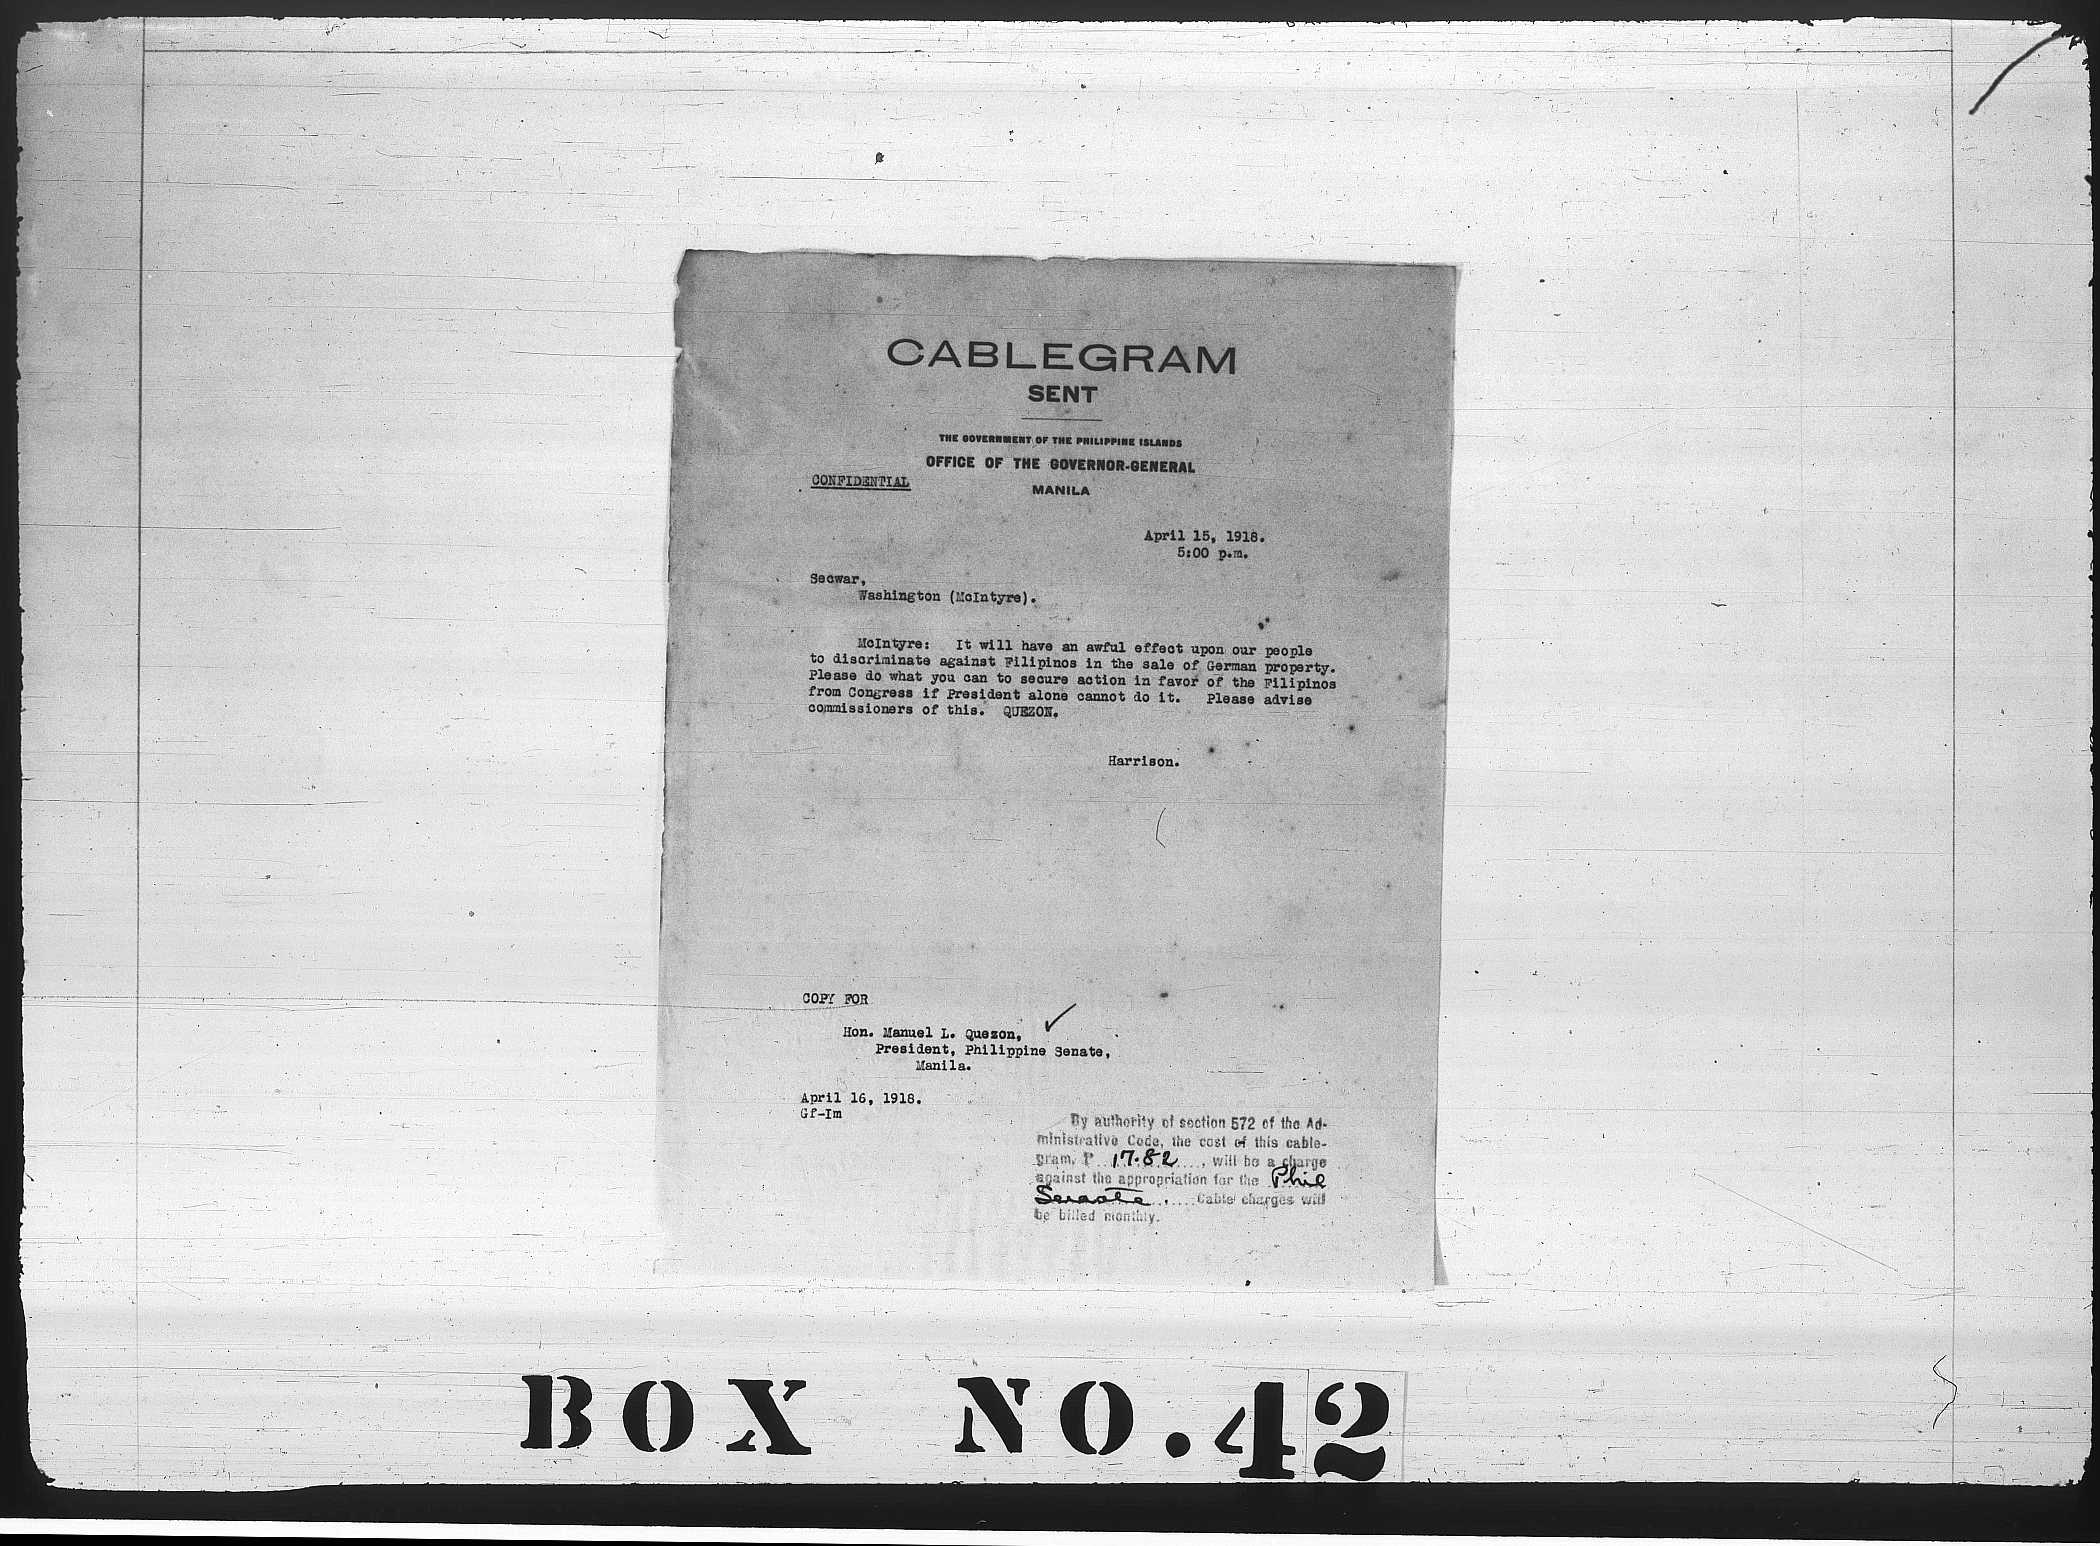 CABLEGRAM
SENT
THE GOVERNMENT OF THE PHILIPPINE ISLANDS
OFFICE OF THE GOVERNOR-GENERAL
CONFIDENTIAL
MANILA
April 15, 1918.
5:00 p.m.
Secwar,
Washington (McIntyre).
McIntyre: It will have an awful effect upon our people
to discriminate against Filipinos in the sale of German property.
Please do what you can to secure action in favor of the Filipinos
from Congress if President alone cannot do it. Please advise
commissioners of this. QUEZON.
Harrison.
COPY FOR
Hon. Manuel L. Quezon,
President, Philippine Senate,
Manila.
April 16, 1918.
Gf-Im
By authority of section 572 of the Ad-
ministrative Code, the cost of this cable-
gram, P 17.82, will be a charge
against the appropriation for the Phil
Senate. Cable charges will
be billed monthly.
BOX NO. 42